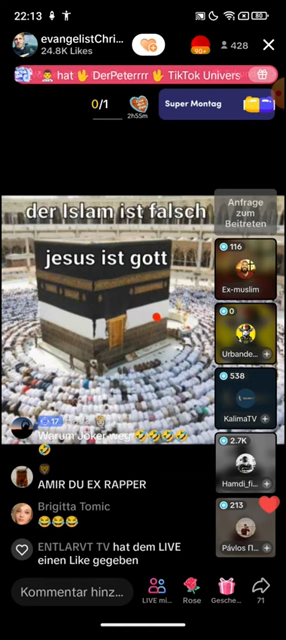 22:13
80
evangelistChri...
24.8K Likes
90+
428
hat DerPeterrrr TikTok Univers
0/1
2h55m
Super Montag
Anfrage
zum
Beitreten
der Islam ist falsch
jesus ist gott
116
Ex-muslim
0
Urbande...
538
KalimaTV
2.7K
Hamdi_fi...
213
Pávlos Π...
17
Warum Joker weg 🤣🤣🤣🤣
🤣
AMIR DU EX RAPPER
Brigitta Tomic
😂😂😂
ENTLARVT TV hat dem LIVE
einen Like gegeben
Kommentar hinz...
LIVE mi...
Rose
Gesche...
71